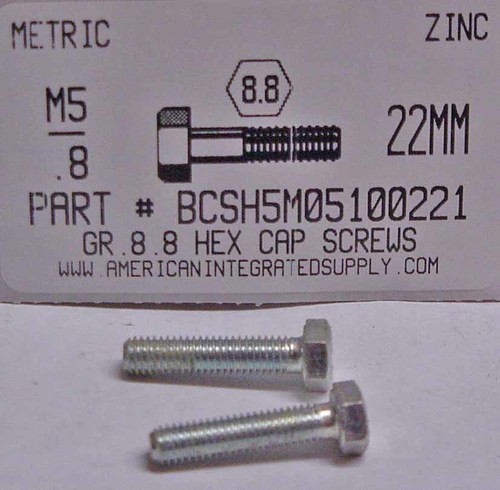 METRIC ZINC
8.8
M5
.8
22MM
PART # BCSH5M05100221
GR.8.8 HEX CAP SCREWS
WWW.AMERICANINTEGRATEDSUPPLY.COM